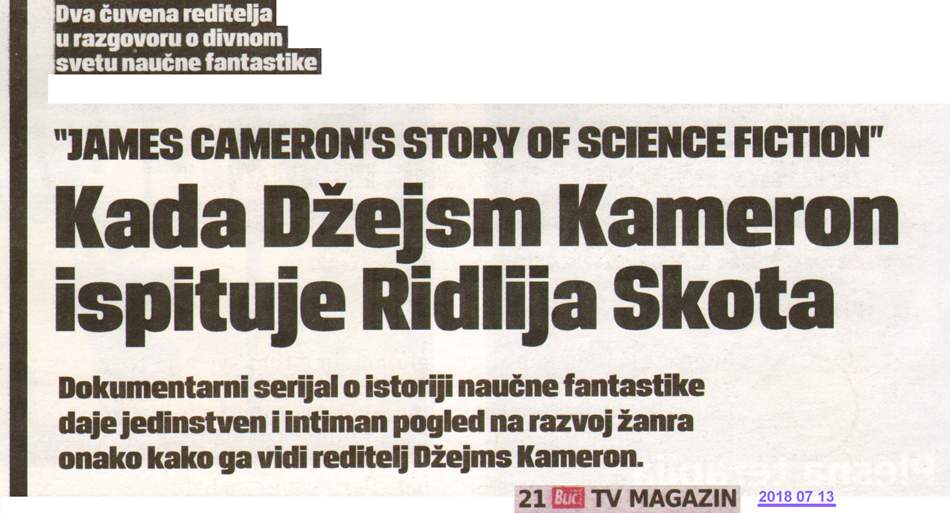 Dva čuvena reditelja
u razgovoru o divnom
svetu naučne fantastike
"JAMES CAMERON'S STORY OF SCIENCE FICTION"
Kada Džejsm Kameron
ispituje Ridlija Skota
Dokumentarni serijal o istoriji naučne fantastike
daje jedinstven i intiman pogled na razvoj žanra
onako kako ga vidi reditelj Džejms Kameron.
21 Blic TV MAGAZIN 2018 07 13